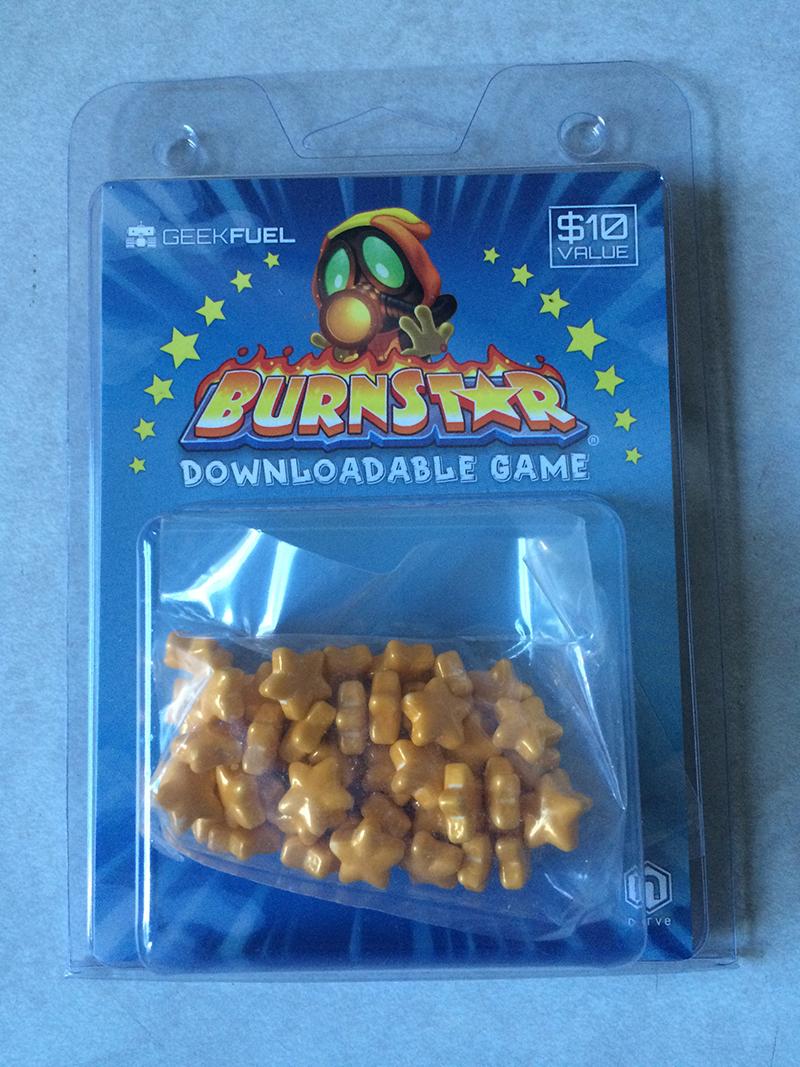 GEEKFUEL
$10
VALUE
BURNSTAR®
DOWNLOADABLE GAME